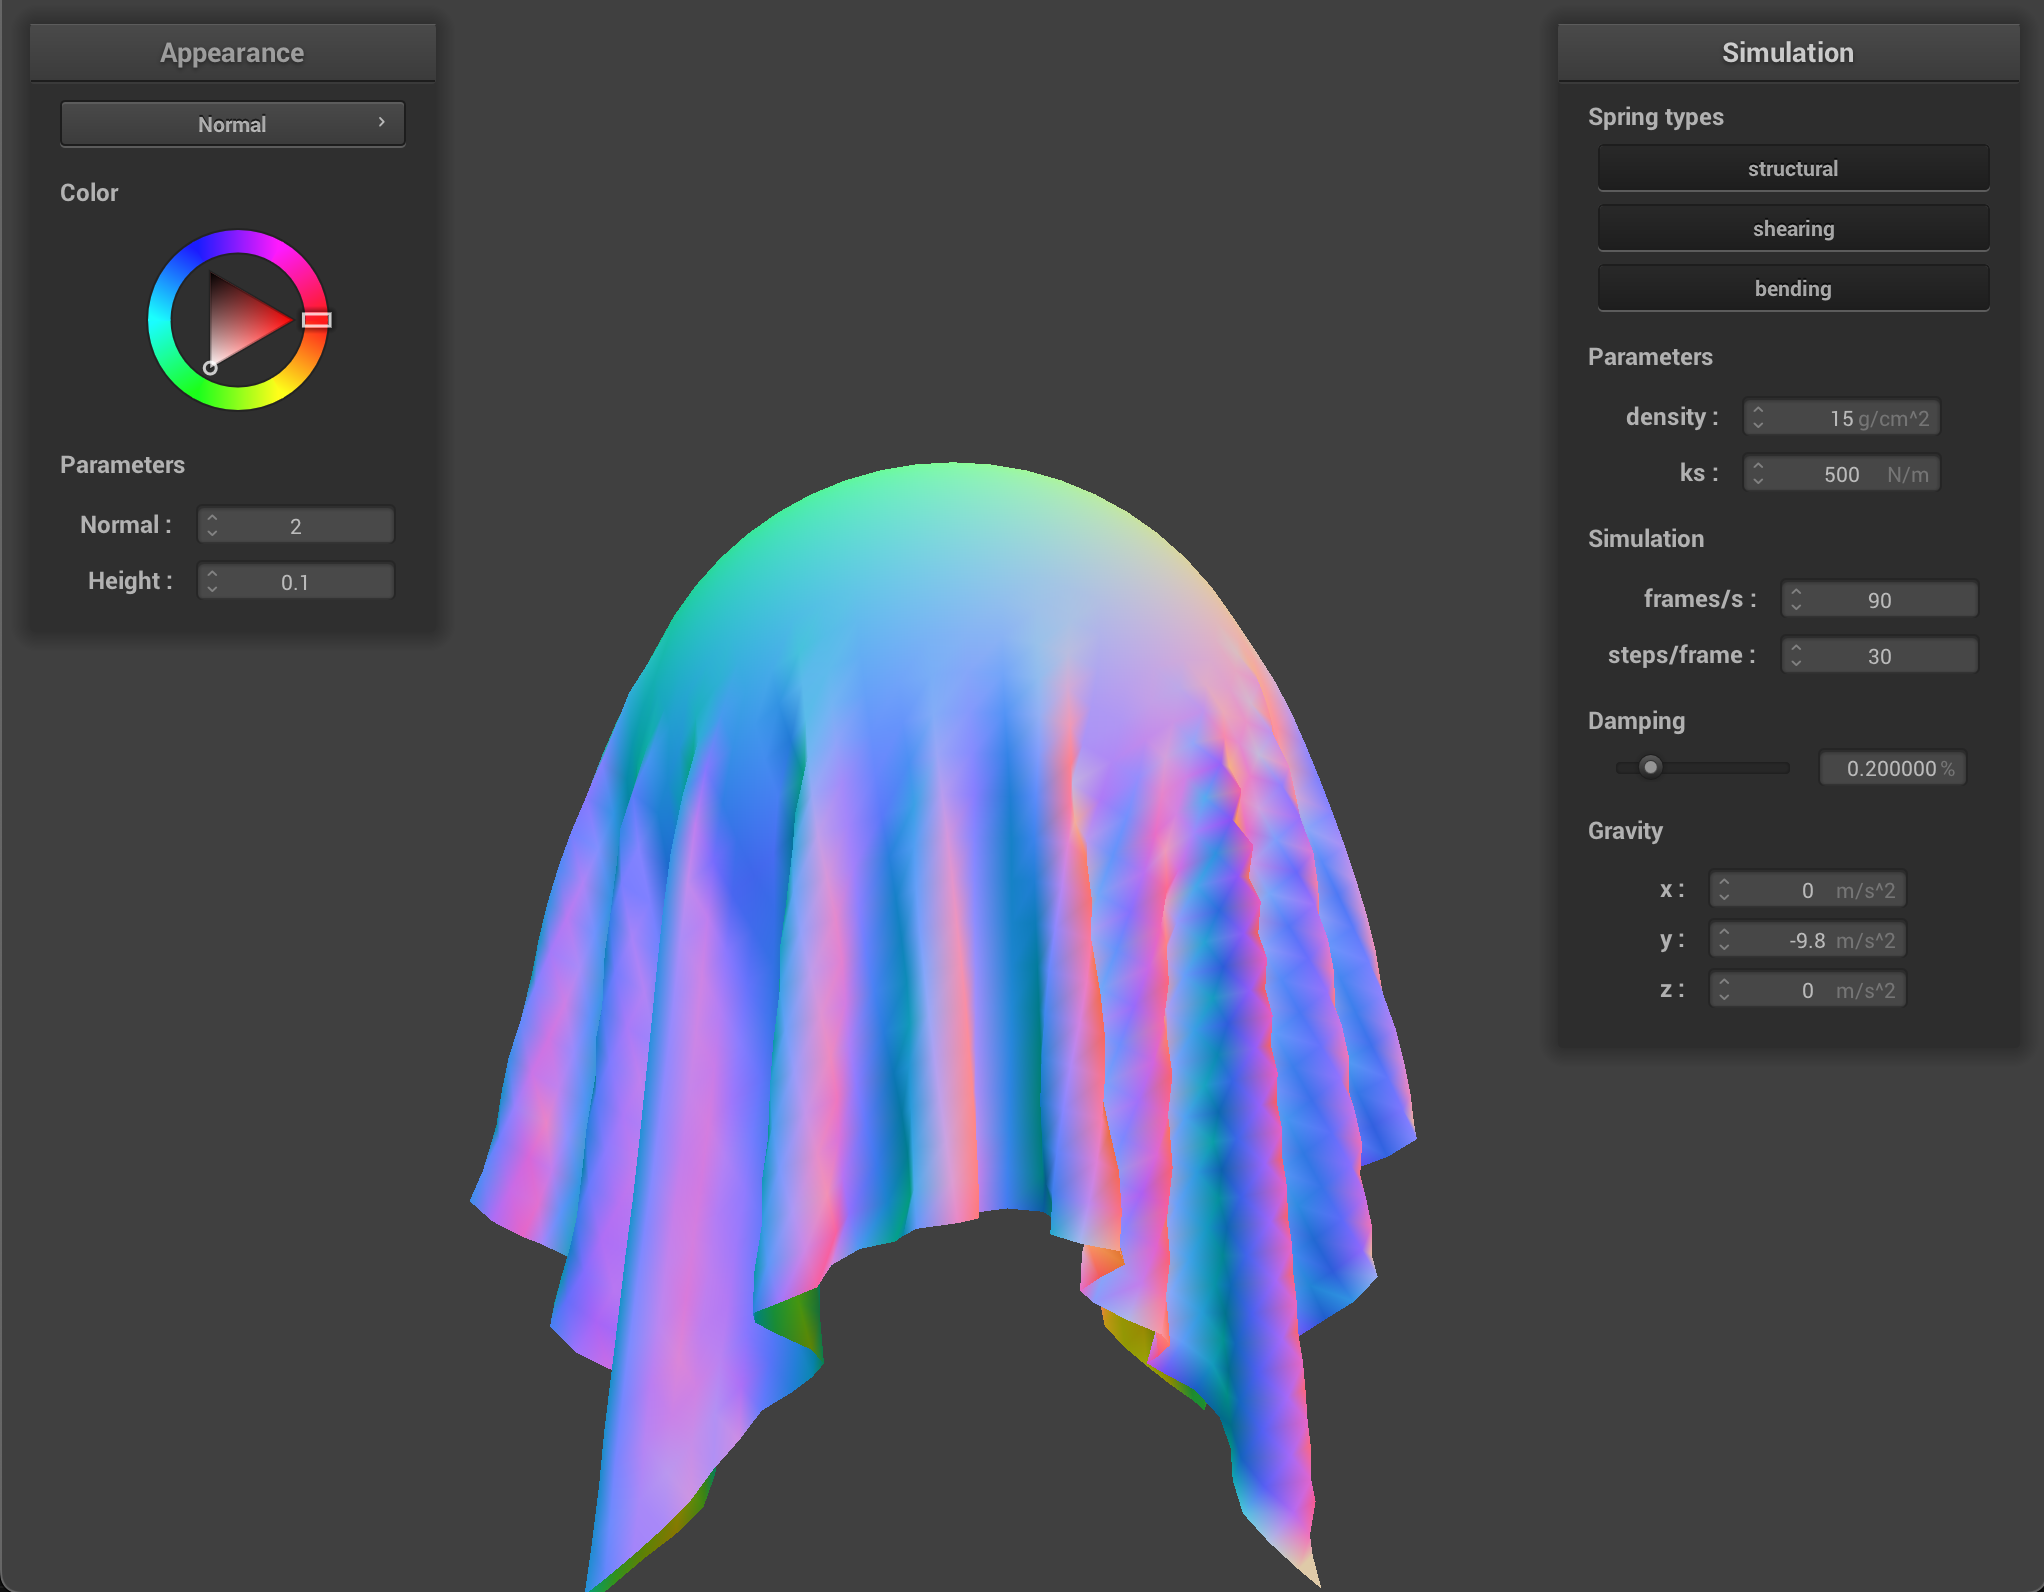 Appearance
Normal
Color
Parameters
Normal : 2
Height : 0.1
Simulation
Spring types
structural
shearing
bending
Parameters
density : 15 g/cm^2
ks : 500 N/m
Simulation
frames/s : 90
steps/frame : 30
Damping
0.200000 %
Gravity
x : 0 m/s^2
y : -9.8 m/s^2
z : 0 m/s^2